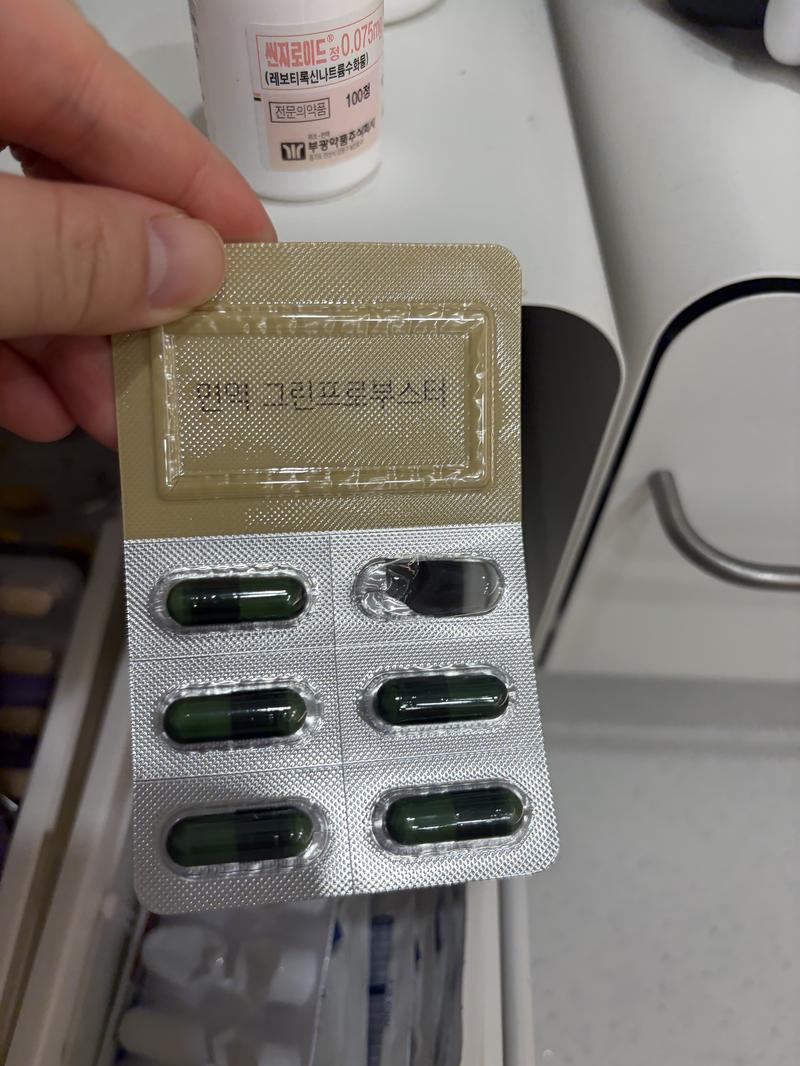 씬지로이드® 정 0.075mg
(레보티록신나트륨수화물)
전문의약품 100정
부광약품주식회사
면역 그린프로부스터